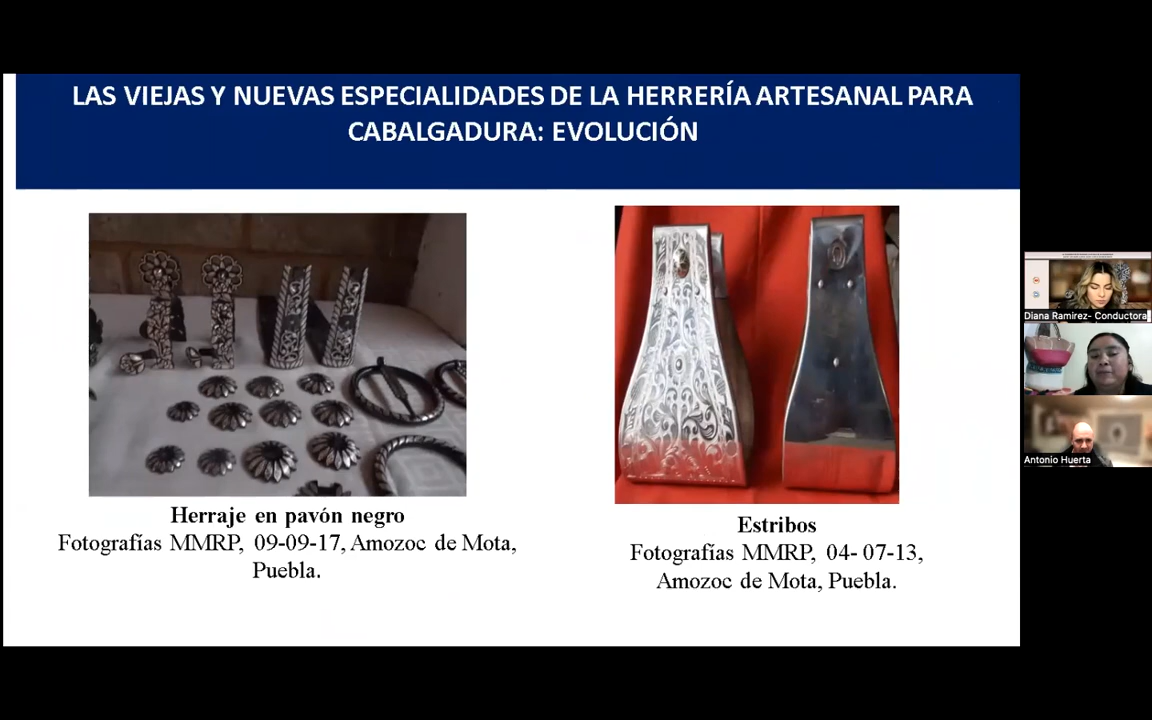 LAS VIEJAS Y NUEVAS ESPECIALIDADES DE LA HERRERÍA ARTESANAL PARA
CABALGADURA: EVOLUCIÓN
Herraje en pavón negro
Fotografías MMRP, 09-09-17, Amozoc de Mota,
Puebla.
Estribos
Fotografías MMRP, 04- 07-13,
Amozoc de Mota, Puebla.
Diana Ramirez- Conductora
Antonio Huerta